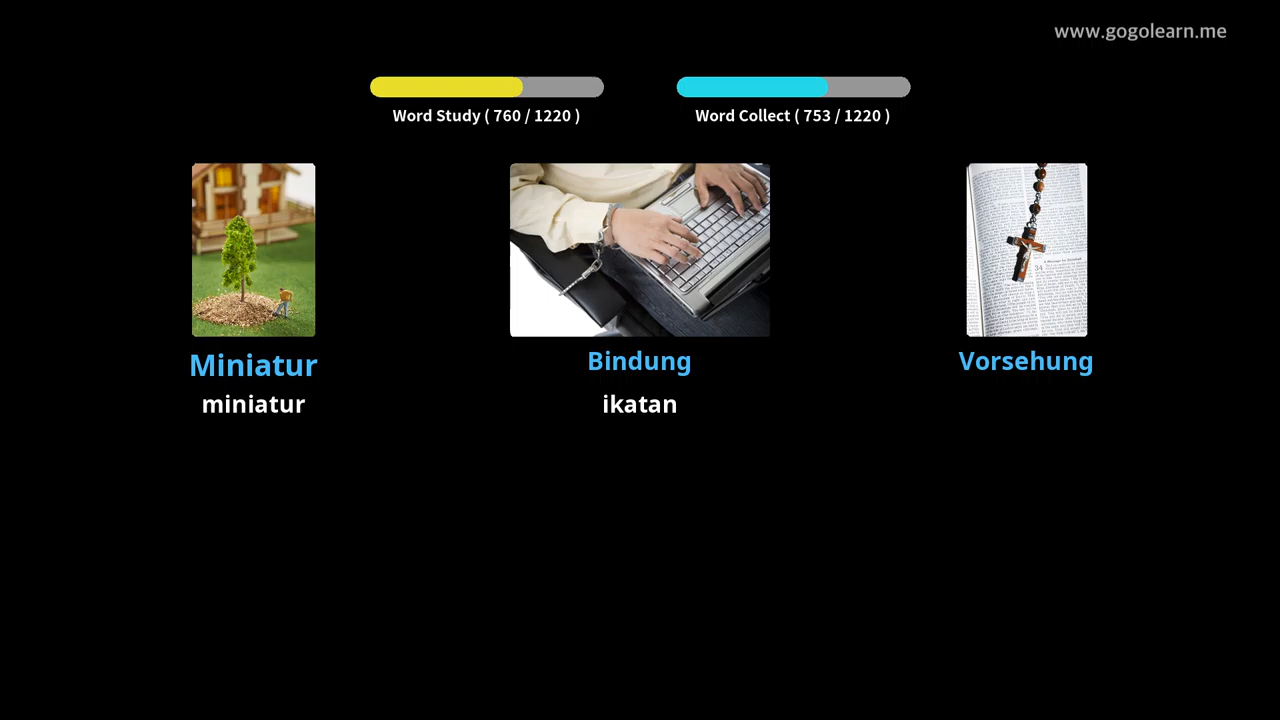 www.gogolearn.me
Word Study ( 760 / 1220 )
Word Collect ( 753 / 1220 )
Miniatur
miniatur
Bindung
ikatan
Vorsehung